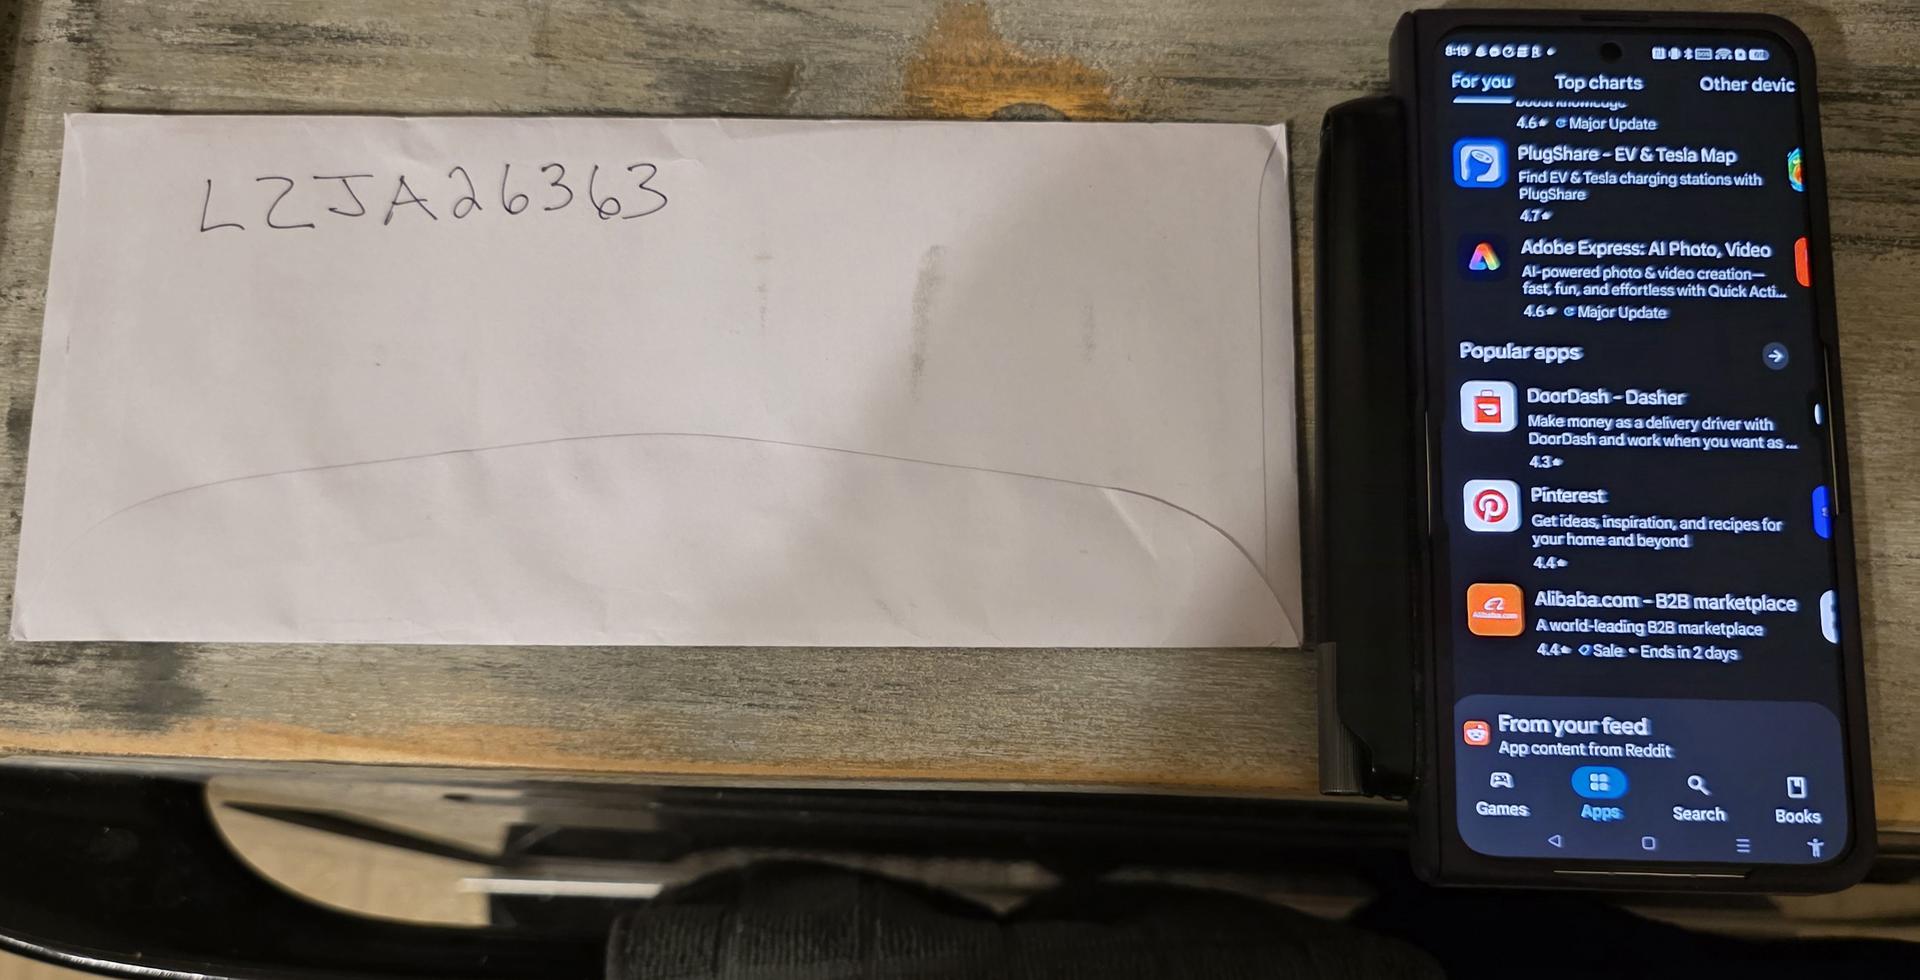 LZJA26363
8:19
For you Top charts Other devic
4.6★ Major Update
PlugShare - EV & Tesla Map
Find EV & Tesla charging stations with
PlugShare
4.7★
Adobe Express: AI Photo, Video
AI-powered photo & video creation—
fast, fun, and effortless with Quick Acti...
4.6★ Major Update
Popular apps
DoorDash - Dasher
Make money as a delivery driver with
DoorDash and work when you want as ...
4.3★
Pinterest
Get ideas, inspiration, and recipes for
your home and beyond
4.4★
Alibaba.com - B2B marketplace
A world-leading B2B marketplace
4.4★ Sale • Ends in 2 days
From your feed
App content from Reddit
Games Apps Search Books